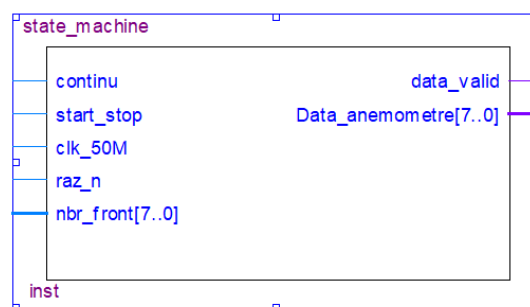 state_machine
continu data_valid
start_stop Data_anemometre[7..0]
clk_50M
raz_n
nbr_front[7..0]
inst